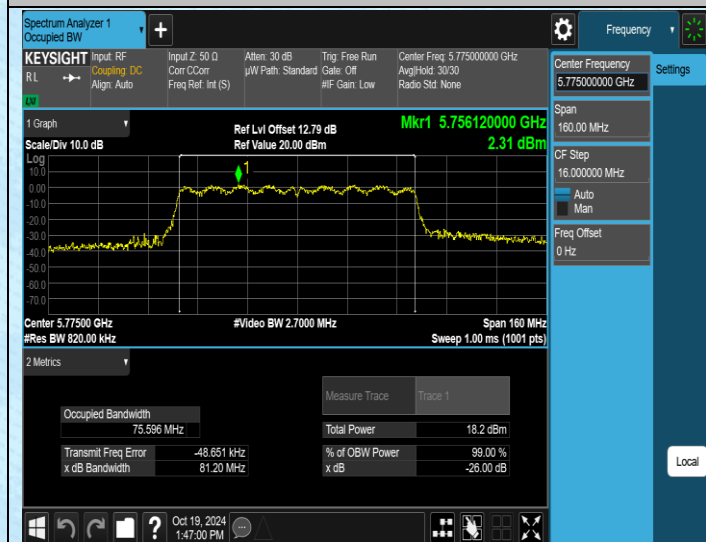 Spectrum Analyzer 1
Occupied BW
+
Frequency
KEYSIGHT
Input: RF
Coupling: DC
Align: Auto
R L
LXI
Input Z: 50 Ω
Corr CCorr
Freq Ref: Int (S)
Atten: 30 dB
µW Path: Standard
Trig: Free Run
Gate: Off
#IF Gain: Low
Center Freq: 5.775000000 GHz
Avg|Hold: 30/30
Radio Std: None
Center Frequency
5.775000000 GHz
Settings
Span
160.00 MHz
CF Step
16.000000 MHz
Auto
Man
Freq Offset
0 Hz
1 Graph
Scale/Div 10.0 dB
Ref Lvl Offset 12.79 dB
Ref Value 20.00 dBm
Mkr1 5.756120000 GHz
2.31 dBm
Log
1
10.0
0.00
-10.0
-20.0
-30.0
-40.0
-50.0
-60.0
-70.0
Center 5.77500 GHz
#Video BW 2.7000 MHz
Span 160 MHz
#Res BW 820.00 kHz
Sweep 1.00 ms (1001 pts)
2 Metrics
Measure Trace
Trace 1
Occupied Bandwidth
75.596 MHz
Total Power
18.2 dBm
Transmit Freq Error
-48.651 kHz
% of OBW Power
99.00 %
x dB Bandwidth
81.20 MHz
x dB
-26.00 dB
Local
?
Oct 19, 2024
1:47:00 PM